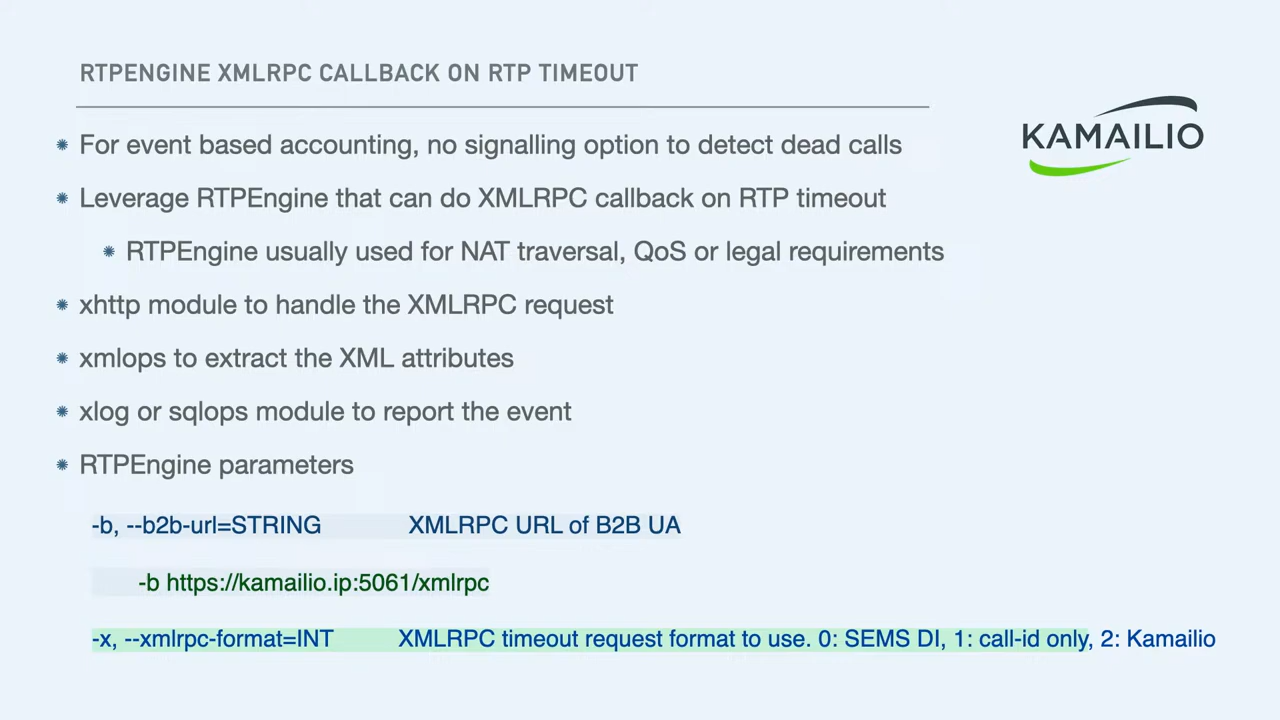 RTPENGINE XMLRPC CALLBACK ON RTP TIMEOUT
KAMAILIO
For event based accounting, no signalling option to detect dead calls
Leverage RTPEngine that can do XMLRPC callback on RTP timeout
RTPEngine usually used for NAT traversal, QoS or legal requirements
xhttp module to handle the XMLRPC request
xmlops to extract the XML attributes
xlog or sqlops module to report the event
RTPEngine parameters
-b, --b2b-url=STRING XMLRPC URL of B2B UA
-b https://kamailio.ip:5061/xmlrpc
-x, --xmlrpc-format=INT XMLRPC timeout request format to use. 0: SEMS DI, 1: call-id only, 2: Kamailio